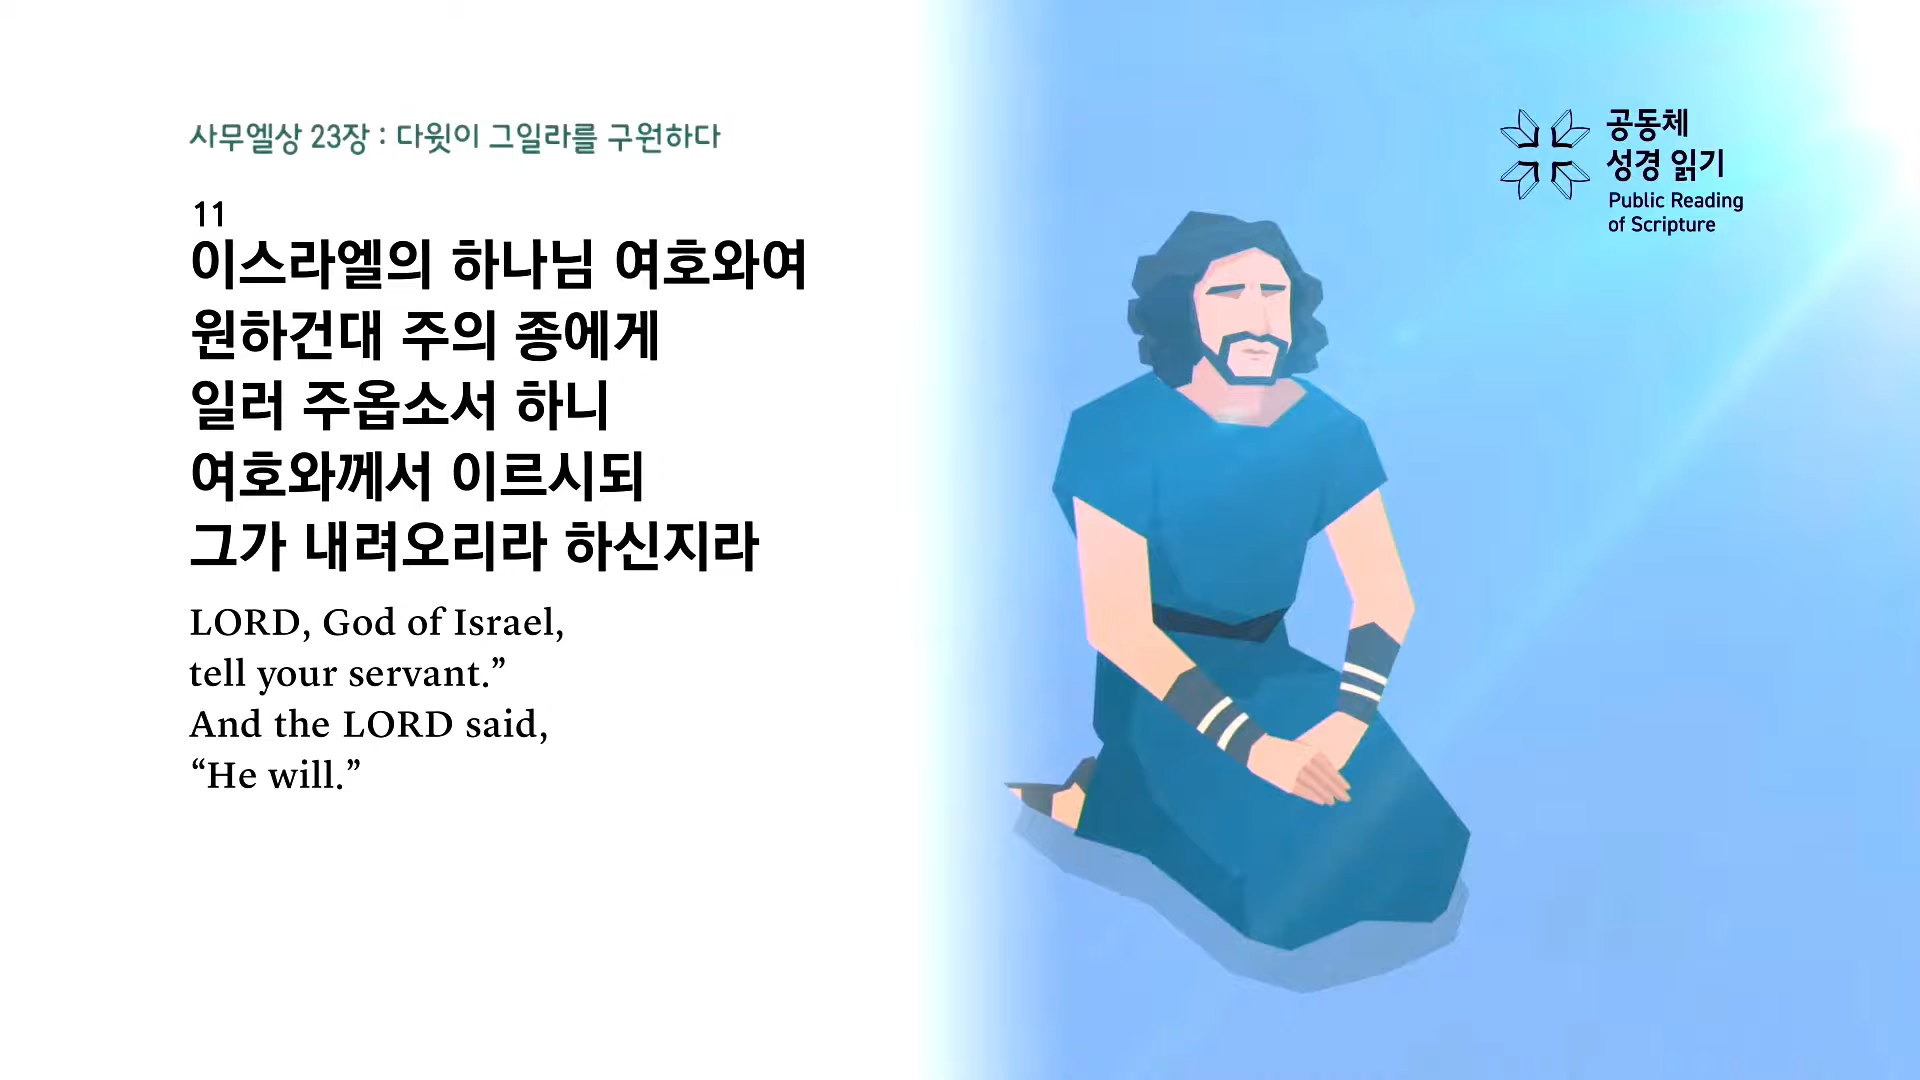 사무엘상 23장 : 다윗이 그일라를 구원하다
11
이스라엘의 하나님 여호와여
원하건대 주의 종에게
일러 주옵소서 하니
여호와께서 이르시되
그가 내려오리라 하신지라
LORD, God of Israel,
tell your servant.”
And the LORD said,
“He will.”
공동체
성경 읽기
Public Reading
of Scripture